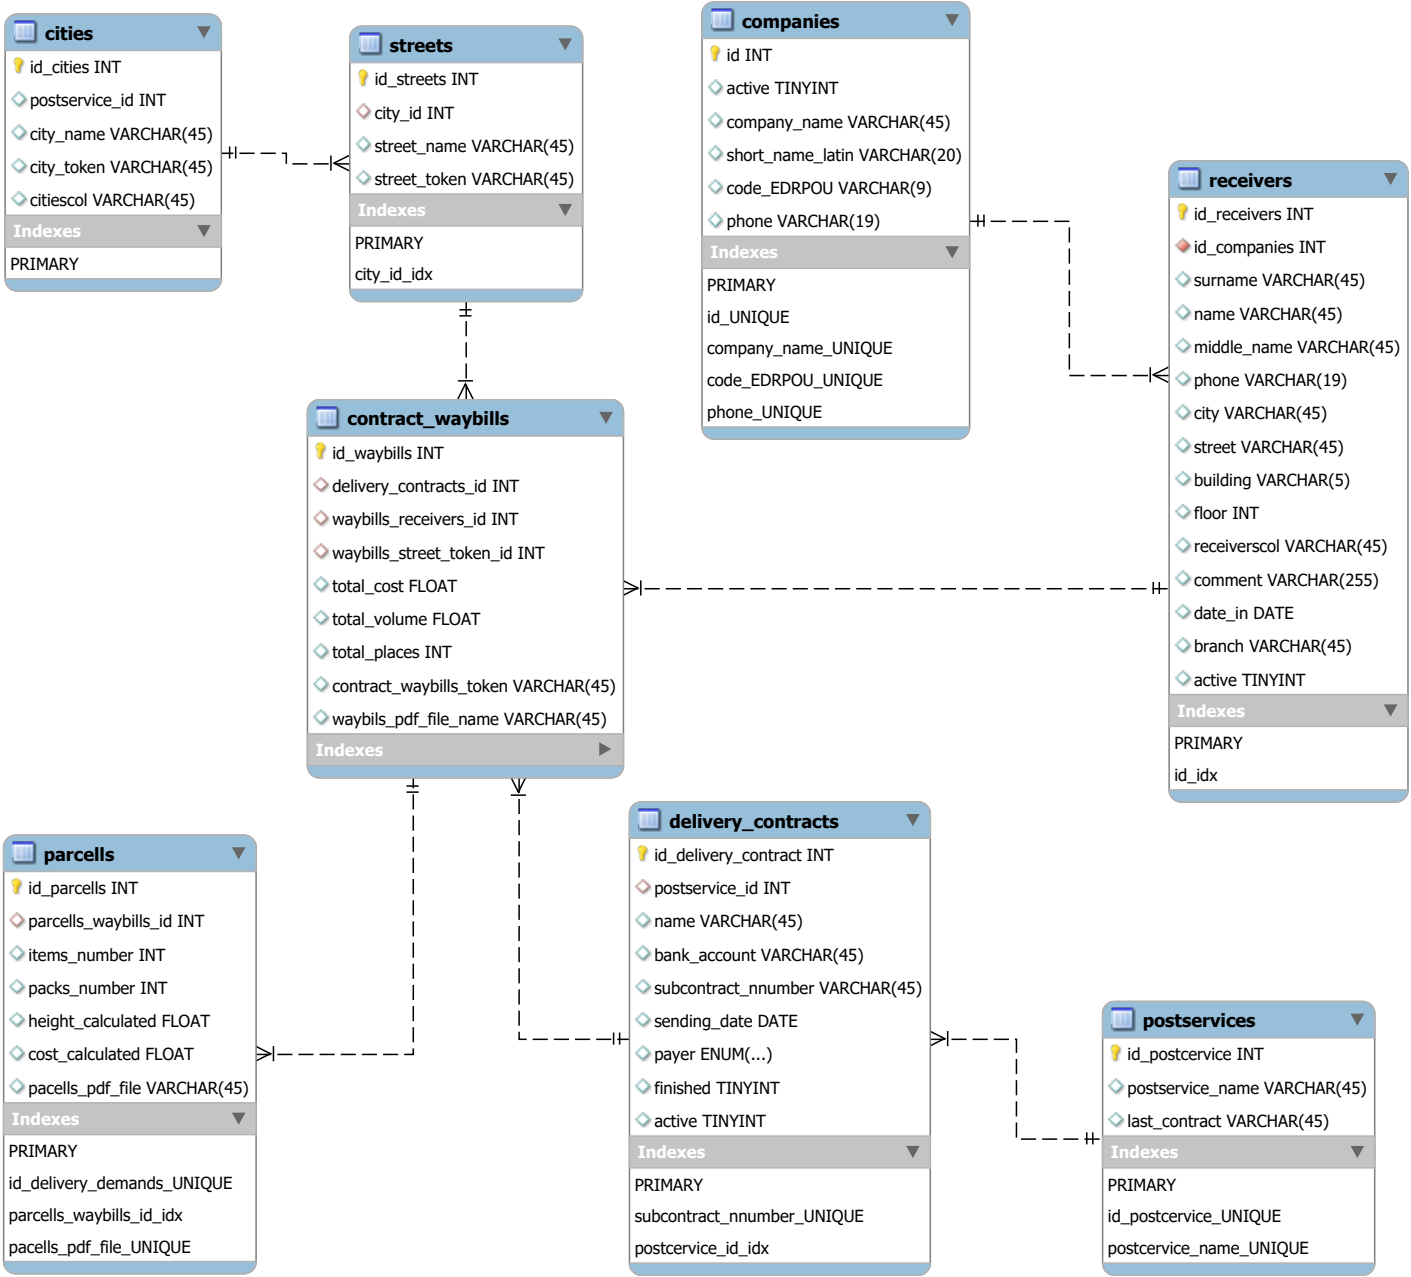 cities
id_cities INT
postservice_id INT
city_name VARCHAR(45)
city_token VARCHAR(45)
citiescol VARCHAR(45)
Indexes
PRIMARY
streets
id_streets INT
city_id INT
street_name VARCHAR(45)
street_token VARCHAR(45)
Indexes
PRIMARY
city_id_idx
companies
id INT
active TINYINT
company_name VARCHAR(45)
short_name_latin VARCHAR(20)
code_EDRPOU VARCHAR(9)
phone VARCHAR(19)
Indexes
PRIMARY
id_UNIQUE
company_name_UNIQUE
code_EDRPOU_UNIQUE
phone_UNIQUE
receivers
id_receivers INT
id_companies INT
surname VARCHAR(45)
name VARCHAR(45)
middle_name VARCHAR(45)
phone VARCHAR(19)
city VARCHAR(45)
street VARCHAR(45)
building VARCHAR(5)
floor INT
receiverscol VARCHAR(45)
comment VARCHAR(255)
date_in DATE
branch VARCHAR(45)
active TINYINT
Indexes
PRIMARY
id_idx
contract_waybills
id_waybills INT
delivery_contracts_id INT
waybills_receivers_id INT
waybills_street_token_id INT
total_cost FLOAT
total_volume FLOAT
total_places INT
contract_waybills_token VARCHAR(45)
waybils_pdf_file_name VARCHAR(45)
Indexes
parcells
id_parcells INT
parcells_waybills_id INT
items_number INT
packs_number INT
height_calculated FLOAT
cost_calculated FLOAT
pacells_pdf_file VARCHAR(45)
Indexes
PRIMARY
id_delivery_demands_UNIQUE
parcells_waybills_id_idx
pacells_pdf_file_UNIQUE
delivery_contracts
id_delivery_contract INT
postservice_id INT
name VARCHAR(45)
bank_account VARCHAR(45)
subcontract_nnumber VARCHAR(45)
sending_date DATE
payer ENUM(...)
finished TINYINT
active TINYINT
Indexes
PRIMARY
subcontract_nnumber_UNIQUE
postcervice_id_idx
postservices
id_postcervice INT
postservice_name VARCHAR(45)
last_contract VARCHAR(45)
Indexes
PRIMARY
id_postcervice_UNIQUE
postcervice_name_UNIQUE